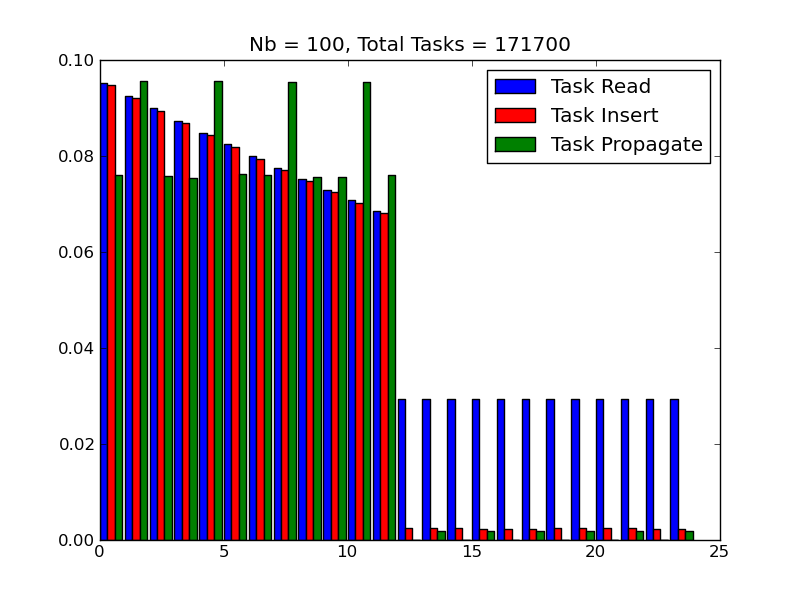 Nb = 100, Total Tasks = 171700
0.10
0.08
0.06
0.04
0.02
0.00
Task Read
Task Insert
Task Propagate
0 5 10 15 20 25